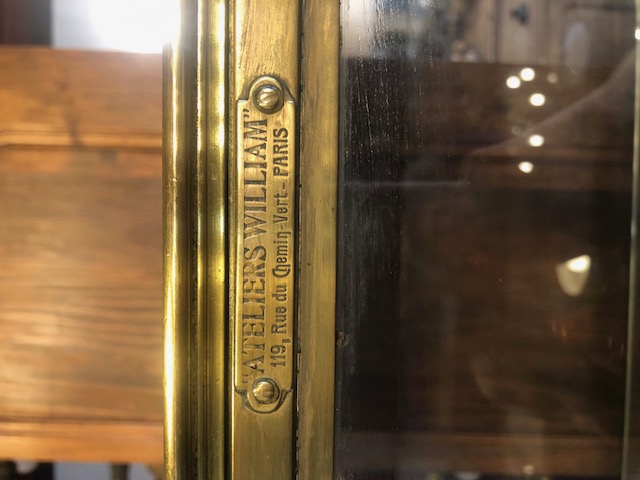 "ATELIERS WILLIAM"
119, Rue du Chemin-Vert-PARIS